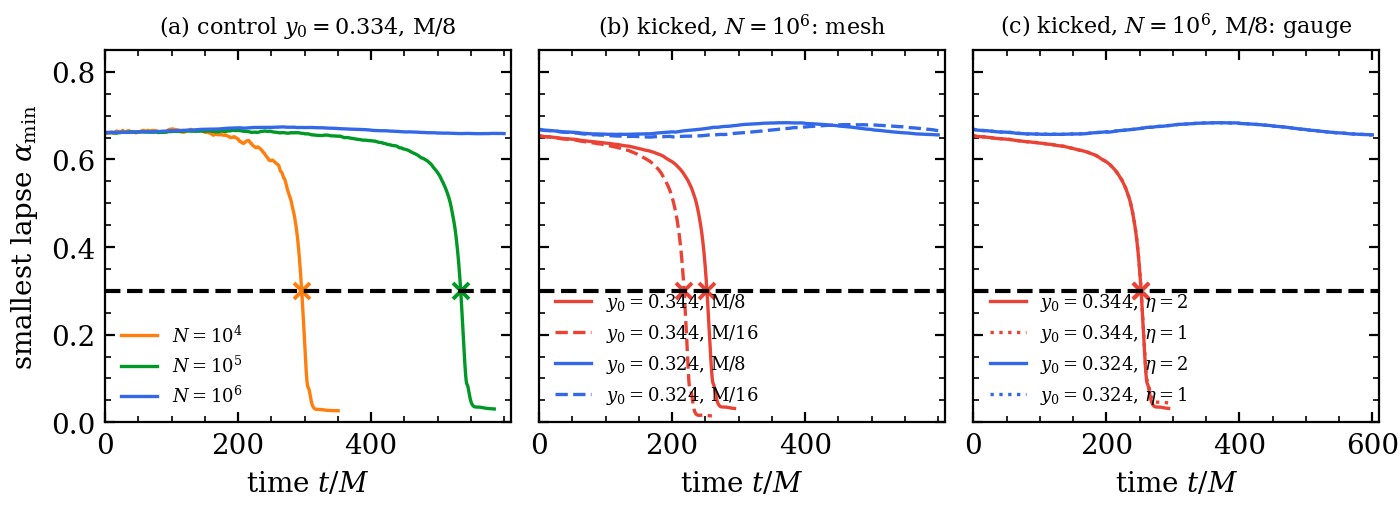 (a) control y₀ = 0.334, M/8
(b) kicked, N = 10⁶: mesh
(c) kicked, N = 10⁶, M/8: gauge
smallest lapse αₘᵢₙ
0.8
0.6
0.4
0.2
0.0
N = 10⁴
N = 10⁵
N = 10⁶
0 200 400
time t/M
y₀ = 0.344, M/8
y₀ = 0.344, M/16
y₀ = 0.324, M/8
y₀ = 0.324, M/16
0 200 400
time t/M
y₀ = 0.344, η = 2
y₀ = 0.344, η = 1
y₀ = 0.324, η = 2
y₀ = 0.324, η = 1
0 200 400 600
time t/M